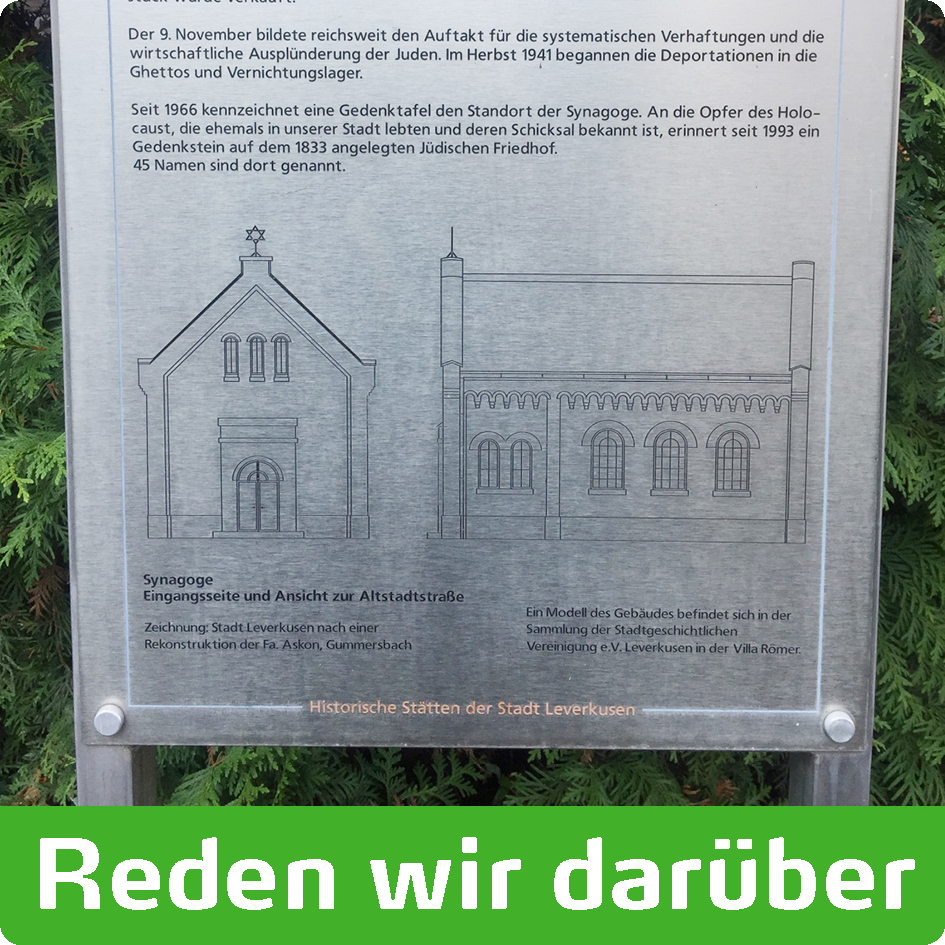 stück wurde verkauft.
Der 9. November bildete reichsweit den Auftakt für die systematischen Verhaftungen und die
wirtschaftliche Ausplünderung der Juden. Im Herbst 1941 begannen die Deportationen in die
Ghettos und Vernichtungslager.
Seit 1966 kennzeichnet eine Gedenktafel den Standort der Synagoge. An die Opfer des Holo-
caust, die ehemals in unserer Stadt lebten und deren Schicksal bekannt ist, erinnert seit 1993 ein
Gedenkstein auf dem 1833 angelegten Jüdischen Friedhof.
45 Namen sind dort genannt.
Synagoge
Eingangsseite und Ansicht zur Altstadtstraße
Zeichnung: Stadt Leverkusen nach einer
Rekonstruktion der Fa. Askon, Gummersbach
Ein Modell des Gebäudes befindet sich in der
Sammlung der Stadtgeschichtlichen
Vereinigung e.V. Leverkusen in der Villa Römer.
Historische Stätten der Stadt Leverkusen
Reden wir darüber